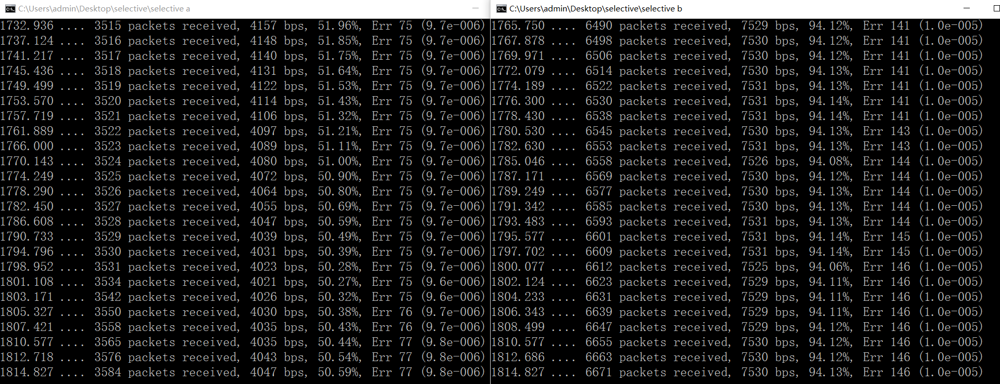 C:\Users\admin\Desktop\selective\selective a
1732.936 .... 3515 packets received, 4157 bps, 51.96%, Err 75 (9.7e-006)
1737.124 .... 3516 packets received, 4148 bps, 51.85%, Err 75 (9.7e-006)
1741.217 .... 3517 packets received, 4140 bps, 51.75%, Err 75 (9.7e-006)
1745.436 .... 3518 packets received, 4131 bps, 51.64%, Err 75 (9.7e-006)
1749.499 .... 3519 packets received, 4122 bps, 51.53%, Err 75 (9.7e-006)
1753.570 .... 3520 packets received, 4114 bps, 51.43%, Err 75 (9.7e-006)
1757.719 .... 3521 packets received, 4106 bps, 51.32%, Err 75 (9.7e-006)
1761.889 .... 3522 packets received, 4097 bps, 51.21%, Err 75 (9.7e-006)
1766.000 .... 3523 packets received, 4089 bps, 51.11%, Err 75 (9.7e-006)
1770.143 .... 3524 packets received, 4080 bps, 51.00%, Err 75 (9.7e-006)
1774.249 .... 3525 packets received, 4072 bps, 50.90%, Err 75 (9.7e-006)
1778.290 .... 3526 packets received, 4064 bps, 50.80%, Err 75 (9.7e-006)
1782.450 .... 3527 packets received, 4055 bps, 50.69%, Err 75 (9.7e-006)
1786.608 .... 3528 packets received, 4047 bps, 50.59%, Err 75 (9.7e-006)
1790.733 .... 3529 packets received, 4039 bps, 50.49%, Err 75 (9.7e-006)
1794.796 .... 3530 packets received, 4031 bps, 50.39%, Err 75 (9.7e-006)
1798.952 .... 3531 packets received, 4023 bps, 50.28%, Err 75 (9.7e-006)
1801.108 .... 3534 packets received, 4021 bps, 50.27%, Err 75 (9.6e-006)
1803.171 .... 3542 packets received, 4026 bps, 50.32%, Err 75 (9.6e-006)
1805.327 .... 3550 packets received, 4030 bps, 50.38%, Err 76 (9.7e-006)
1807.421 .... 3558 packets received, 4035 bps, 50.43%, Err 76 (9.7e-006)
1810.577 .... 3565 packets received, 4035 bps, 50.44%, Err 77 (9.8e-006)
1812.718 .... 3576 packets received, 4043 bps, 50.54%, Err 77 (9.8e-006)
1814.827 .... 3584 packets received, 4047 bps, 50.59%, Err 77 (9.8e-006)
C:\Users\admin\Desktop\selective\selective b
1765.750 .... 6490 packets received, 7529 bps, 94.12%, Err 141 (1.0e-005)
1767.878 .... 6498 packets received, 7530 bps, 94.12%, Err 141 (1.0e-005)
1769.971 .... 6506 packets received, 7530 bps, 94.12%, Err 141 (1.0e-005)
1772.079 .... 6514 packets received, 7530 bps, 94.13%, Err 141 (1.0e-005)
1774.189 .... 6522 packets received, 7531 bps, 94.13%, Err 141 (1.0e-005)
1776.300 .... 6530 packets received, 7531 bps, 94.14%, Err 141 (1.0e-005)
1778.430 .... 6538 packets received, 7531 bps, 94.14%, Err 141 (1.0e-005)
1780.530 .... 6545 packets received, 7530 bps, 94.13%, Err 143 (1.0e-005)
1782.630 .... 6553 packets received, 7531 bps, 94.13%, Err 143 (1.0e-005)
1785.046 .... 6558 packets received, 7526 bps, 94.08%, Err 144 (1.0e-005)
1787.171 .... 6569 packets received, 7530 bps, 94.12%, Err 144 (1.0e-005)
1789.249 .... 6577 packets received, 7530 bps, 94.13%, Err 144 (1.0e-005)
1791.342 .... 6585 packets received, 7530 bps, 94.13%, Err 144 (1.0e-005)
1793.483 .... 6593 packets received, 7531 bps, 94.13%, Err 144 (1.0e-005)
1795.577 .... 6601 packets received, 7531 bps, 94.14%, Err 145 (1.0e-005)
1797.702 .... 6609 packets received, 7531 bps, 94.14%, Err 145 (1.0e-005)
1800.077 .... 6612 packets received, 7525 bps, 94.06%, Err 146 (1.0e-005)
1802.124 .... 6623 packets received, 7529 bps, 94.11%, Err 146 (1.0e-005)
1804.233 .... 6631 packets received, 7529 bps, 94.11%, Err 146 (1.0e-005)
1806.343 .... 6639 packets received, 7529 bps, 94.11%, Err 146 (1.0e-005)
1808.499 .... 6647 packets received, 7529 bps, 94.12%, Err 146 (1.0e-005)
1810.577 .... 6655 packets received, 7530 bps, 94.12%, Err 146 (1.0e-005)
1812.686 .... 6663 packets received, 7530 bps, 94.12%, Err 146 (1.0e-005)
1814.827 .... 6671 packets received, 7530 bps, 94.13%, Err 146 (1.0e-005)